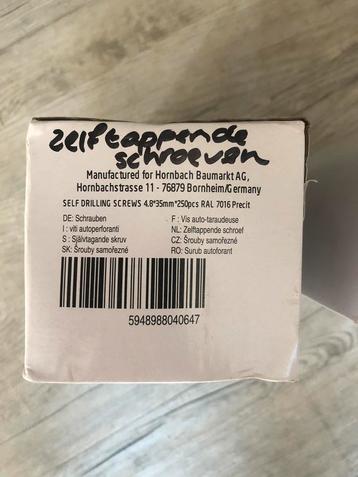 Zelftappende
schroeven
Manufactured for Hornbach Baumarkt AG,
Hornbachstrasse 11 - 76879 Bornheim/Germany
SELF DRILLING SCREWS 4.8*35mm*250pcs RAL 7016 Precit
DE: Schrauben F : Vis auto-taraudeuse
I : viti autoperforanti NL: Zelftappende schroef
S : Självtagande skruv CZ: Šrouby samořezné
SK: Šrouby samořezné RO: Surub autoforant
5948988040647